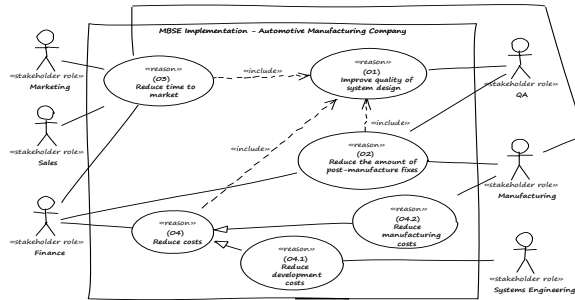 MBSE Implementation - Automotive Manufacturing Company
«stakeholder role»
Marketing
«stakeholder role»
Sales
«stakeholder role»
Finance
«reason»
(03)
Reduce time to
market
«include»
«reason»
(01)
Improve quality of
system design
«include»
«include»
«reason»
(02)
Reduce the amount of
post-manufacture fixes
«reason»
(04)
Reduce costs
«reason»
(04.2)
Reduce
manufacturing
costs
«reason»
(04.1)
Reduce
development
costs
«stakeholder role»
QA
«stakeholder role»
Manufacturing
«stakeholder role»
Systems Engineering